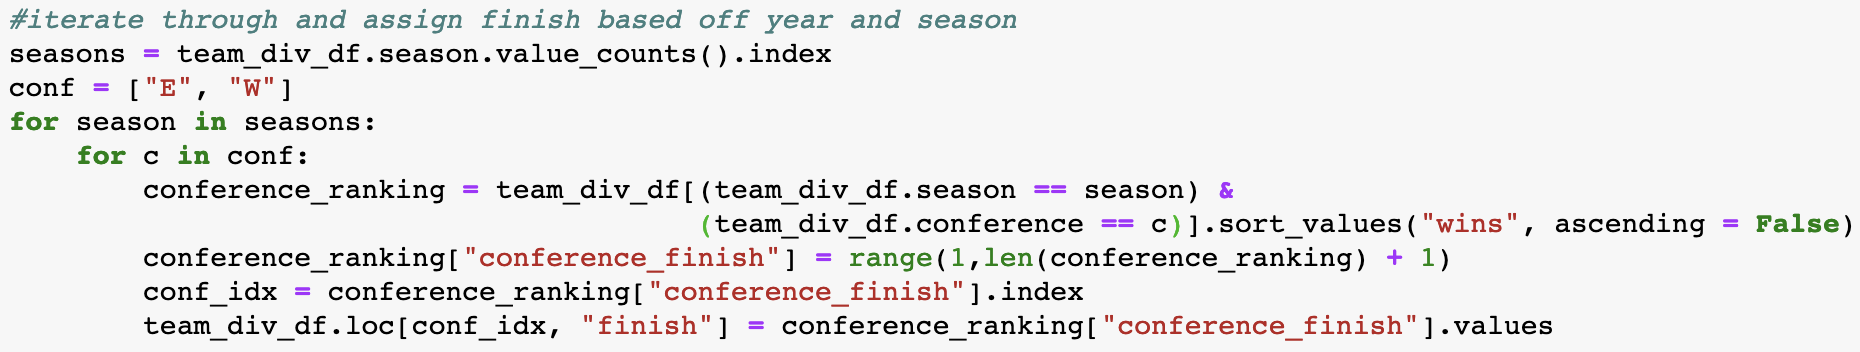 #iterate through and assign finish based off year and season
seasons = team_div_df.season.value_counts().index
conf = ["E", "W"]
for season in seasons:
    for c in conf:
        conference_ranking = team_div_df[(team_div_df.season == season) &
                                         (team_div_df.conference == c)].sort_values("wins", ascending = False)
        conference_ranking["conference_finish"] = range(1,len(conference_ranking) + 1)
        conf_idx = conference_ranking["conference_finish"].index
        team_div_df.loc[conf_idx, "finish"] = conference_ranking["conference_finish"].values